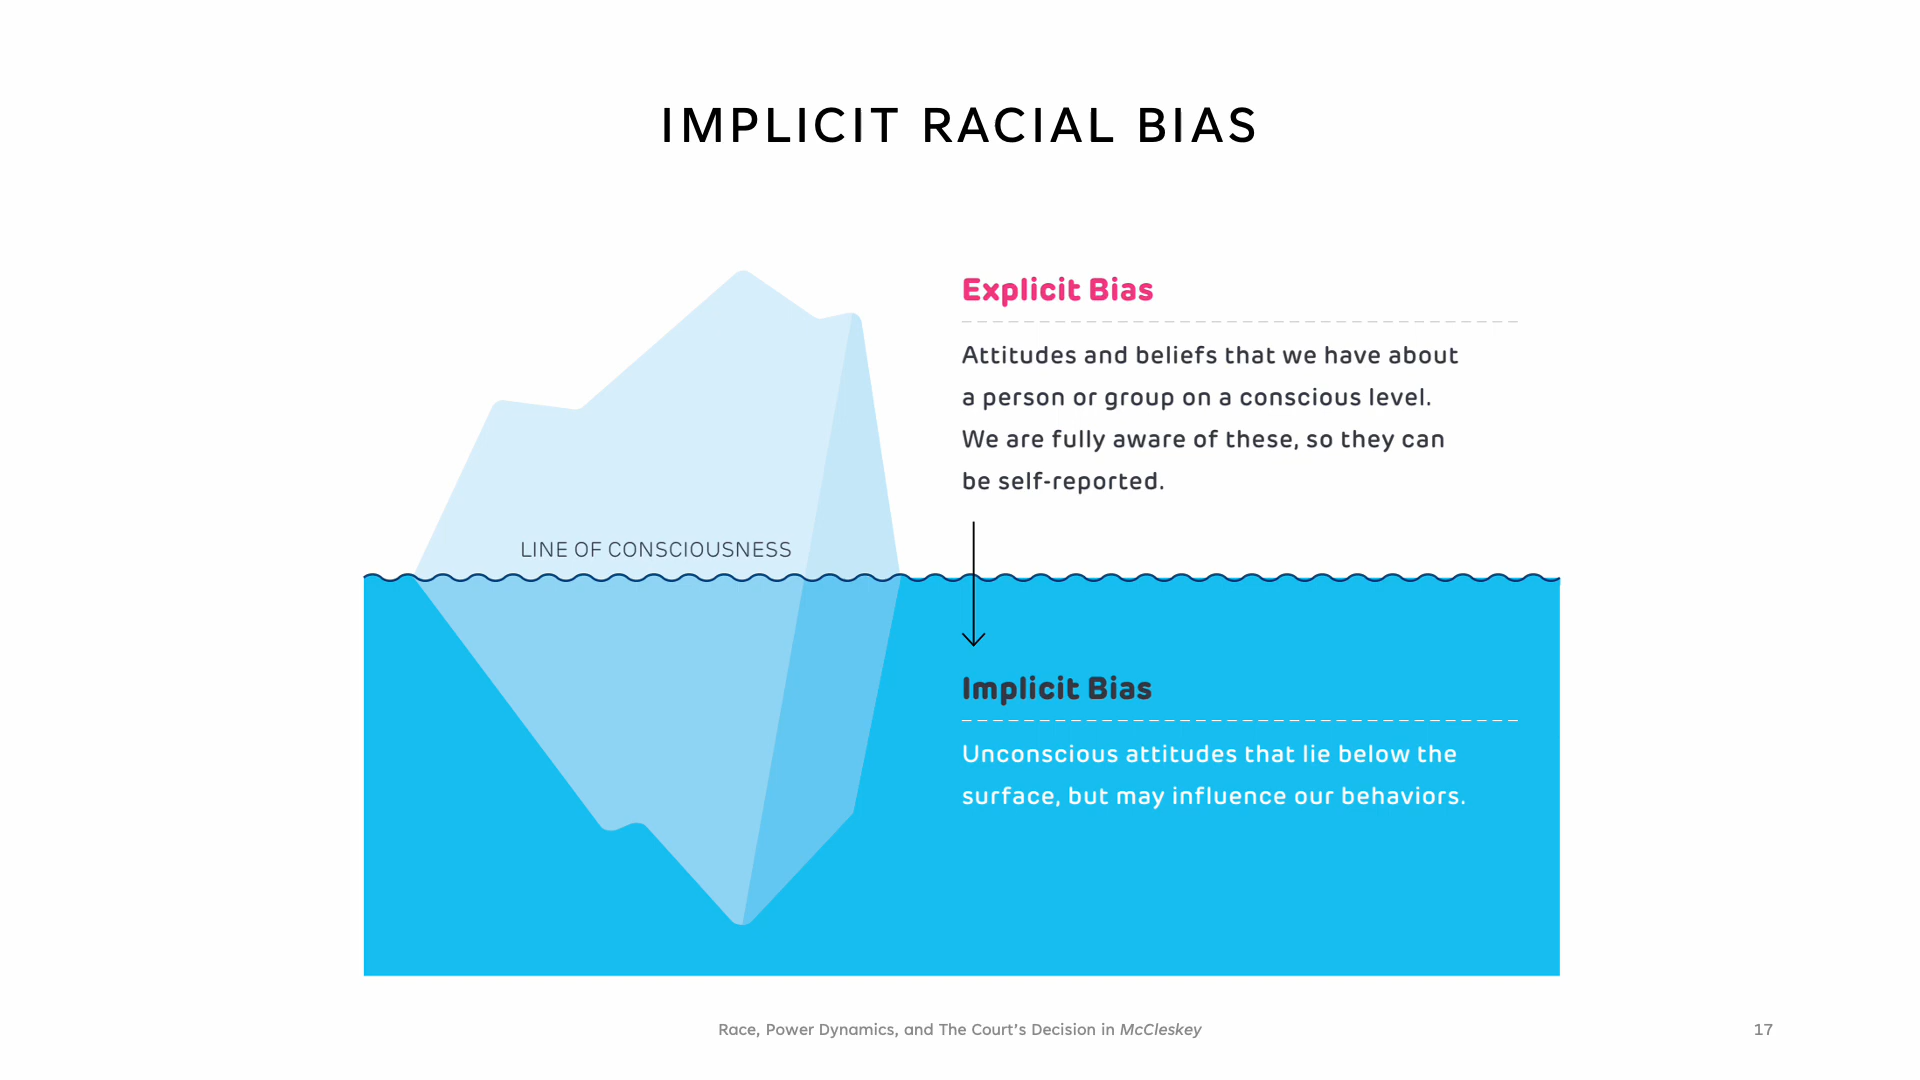 IMPLICIT RACIAL BIAS
Explicit Bias
Attitudes and beliefs that we have about
a person or group on a conscious level.
We are fully aware of these, so they can
be self-reported.
LINE OF CONSCIOUSNESS
Implicit Bias
Unconscious attitudes that lie below the
surface, but may influence our behaviors.
Race, Power Dynamics, and The Court’s Decision in McCleskey
17